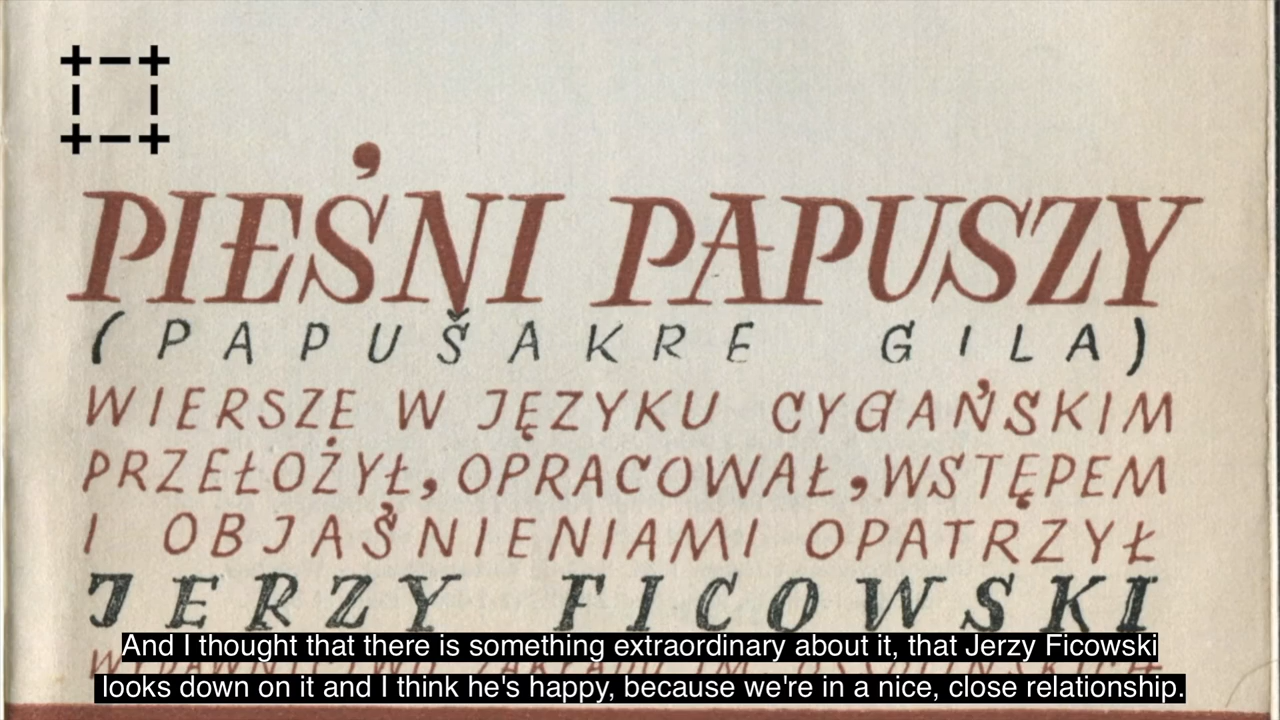 PIEŚNI PAPUSZY
(PAPUŠAKRE GILA)
WIERSZE W JĘZYKU CYGAŃSKIM
PRZEŁOŻYŁ, OPRACOWAŁ, WSTĘPEM
I OBJAŚNIENIAMI OPATRZYŁ
JERZY FICOWSKI
And I thought that there is something extraordinary about it, that Jerzy Ficowski
looks down on it and I think he's happy, because we're in a nice, close relationship.